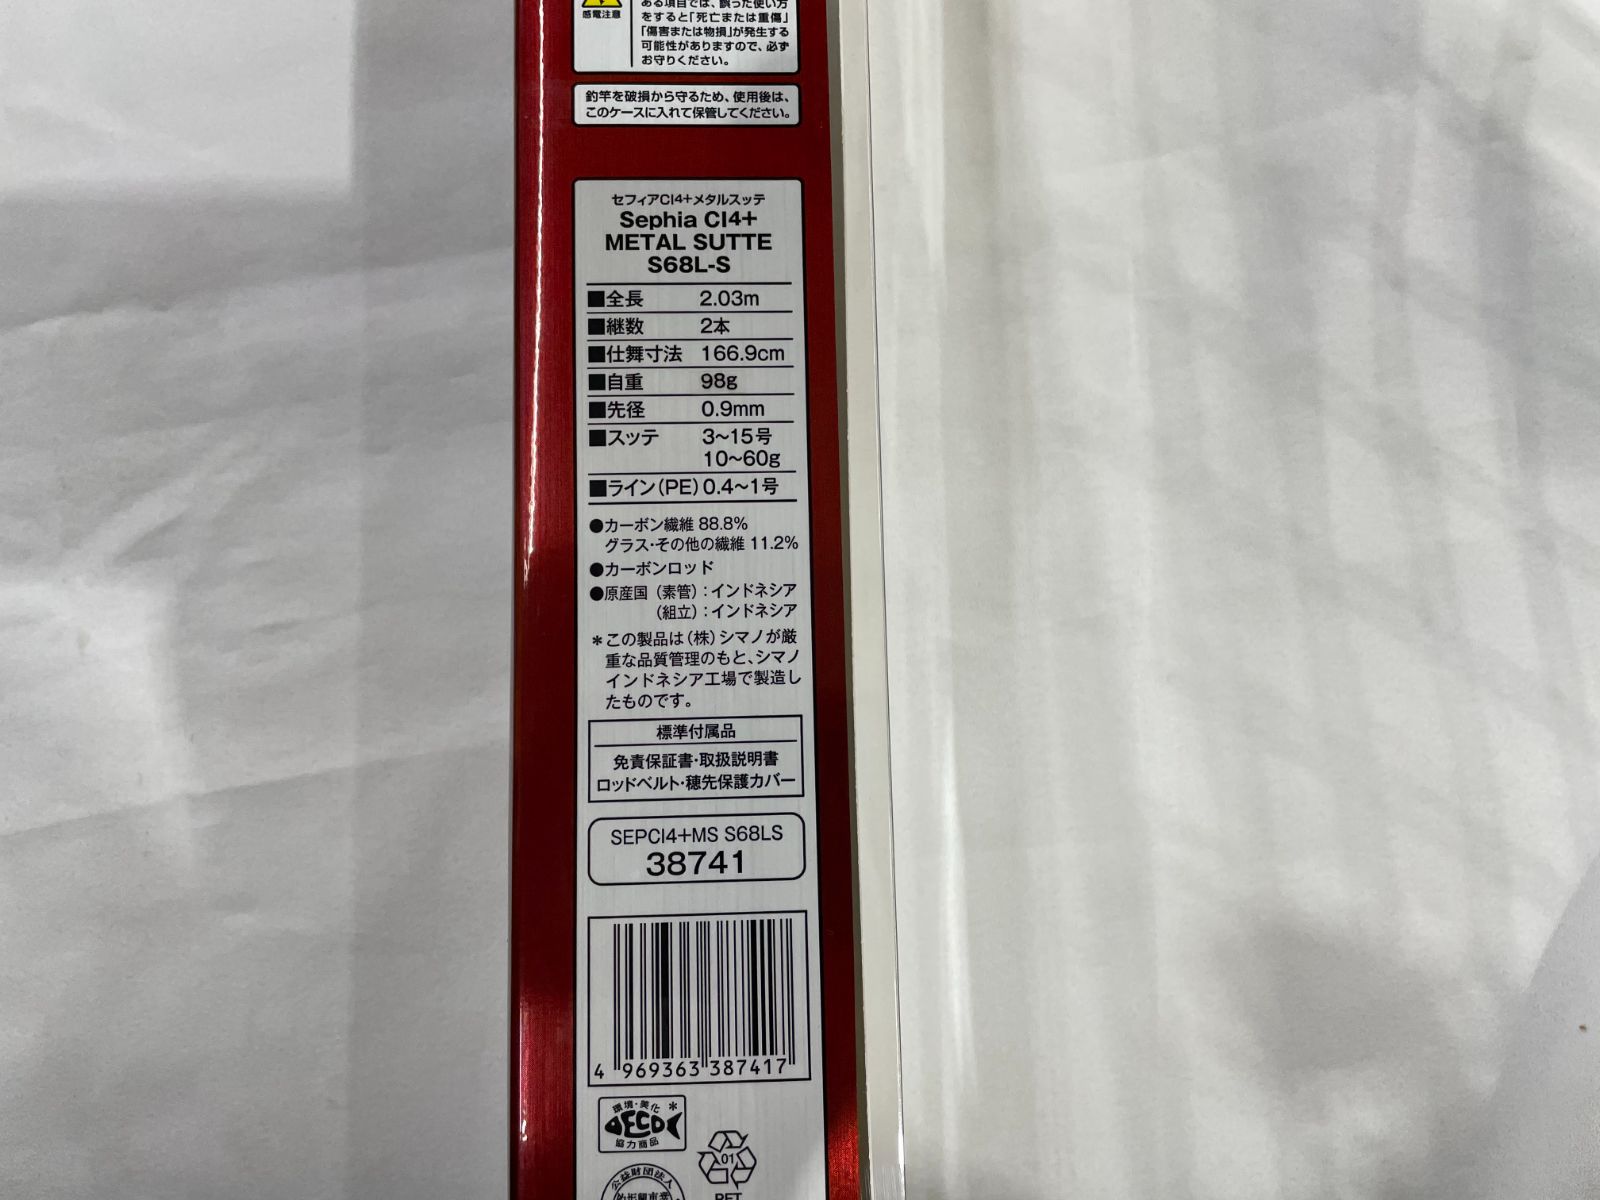 感電注意
ある項目では、誤った使い方
をすると「死亡または重傷」
「傷害または物損」が発生する
可能性がありますので、必ず
お守りください。
釣竿を破損から守るため、使用後は、
このケースに入れて保管してください。
セフィアCI4+メタルスッテ
Sephia CI4+
METAL SUTTE
S68L-S
■全長 2.03m
■継数 2本
■仕舞寸法 166.9cm
■自重 98g
■先径 0.9mm
■スッテ 3~15号
10~60g
■ライン(PE) 0.4~1号
●カーボン繊維 88.8%
グラス・その他の繊維 11.2%
●カーボンロッド
●原産国(素管):インドネシア
(組立):インドネシア
*この製品は(株)シマノが厳
重な品質管理のもと、シマノ
インドネシア工場で製造し
たものです。
標準付属品
免責保証書・取扱説明書
ロッドベルト・穂先保護カバー
SEPCI4+MS S68LS
38741
4 969363 387417
環境・美化*
ECO
協力商品
01
PET
公益財団法人